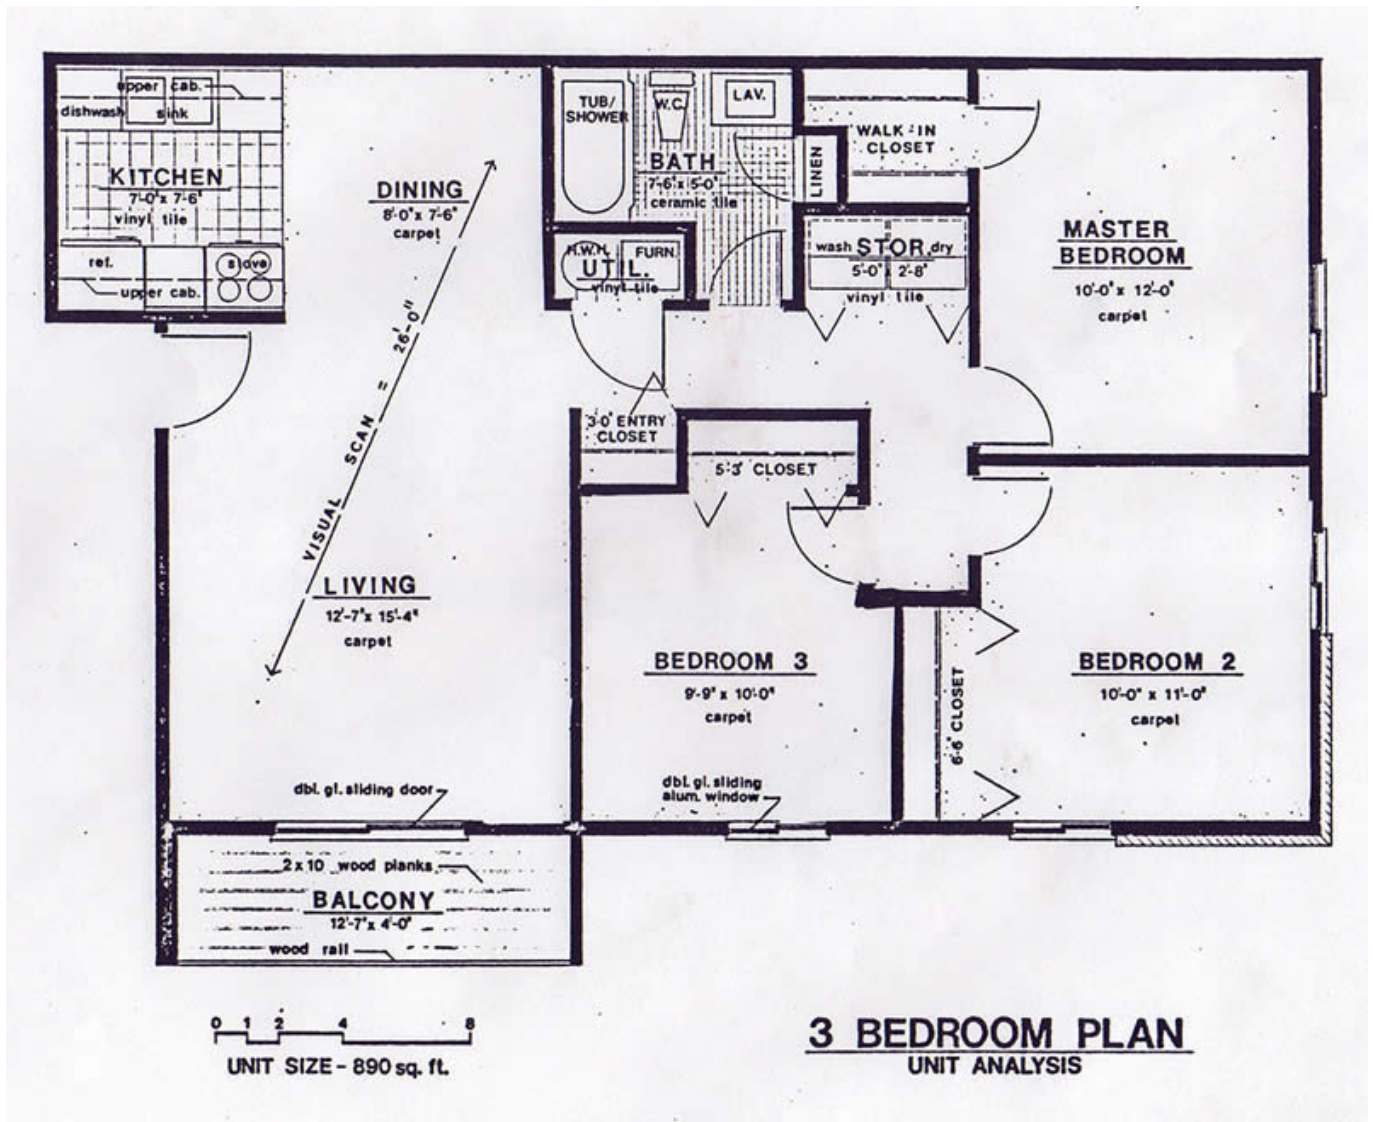 upper cab.
dishwash
sink
KITCHEN
7'-0" x 7'-6"
vinyl tile
ref.
stove
upper cab.
DINING
8'-0" x 7'-6"
carpet
VISUAL SCAN = 26'-0"
TUB/
SHOWER
W.C.
LAV.
BATH
7'-6" x 5'-0"
ceramic tile
LINEN
WALK-IN
CLOSET
H.W.H.
FURN.
UTIL.
vinyl tile
wash STOR. dry
5'-0" x 2'-8"
vinyl tile
MASTER
BEDROOM
10'-0" x 12'-0"
carpet
3'-0" ENTRY
CLOSET
5'-3" CLOSET
LIVING
12'-7" x 15'-4"
carpet
BEDROOM 3
9'-9" x 10'-0"
carpet
6'-6" CLOSET
BEDROOM 2
10'-0" x 11'-0"
carpet
dbl. gl. sliding door
dbl. gl. sliding
alum. window
2 x 10 wood planks
BALCONY
12'-7" x 4'-0"
wood rail
0 1 2 4 8
UNIT SIZE - 890 sq. ft.
3 BEDROOM PLAN
UNIT ANALYSIS